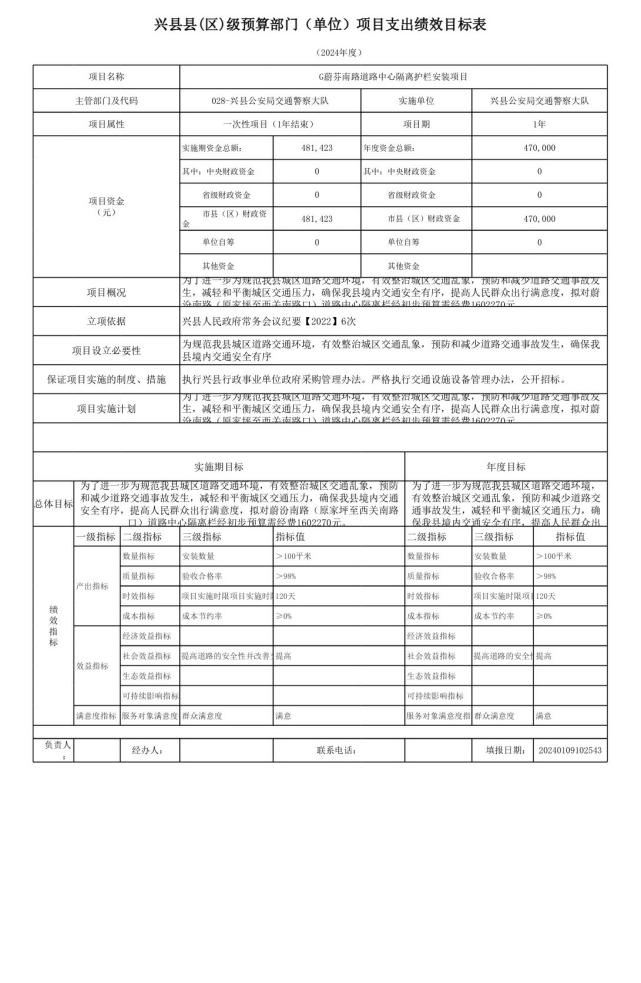 兴县县(区)级预算部门（单位）项目支出绩效目标表
（2024年度）
项目名称 G蔚芬南路道路中心隔离护栏安装项目
主管部门及代码 028-兴县公安局交通警察大队 实施单位 兴县公安局交通警察大队
项目属性 一次性项目（1年结束） 项目期 1年
项目资金
（元）
实施期资金总额: 481,423 年度资金总额: 470,000
其中: 中央财政资金 0 其中: 中央财政资金 0
省级财政资金 0 省级财政资金 0
市县（区）财政资
金
481,423 市县（区）财政资金 470,000
单位自筹 0 单位自筹 0
其他资金 其他资金
项目概况
为了进一步为规范我县城区道路交通环境，有效整治城区交通乱象，预防和减少道路交通事故发
生，减轻和平衡城区交通压力，确保我县境内交通安全有序，提高人民群众出行满意度，拟对蔚
汾南路（原家坪至西关南路口）道路中心隔离栏经初步预算需经费1602270元
立项依据 兴县人民政府常务会议纪要【2022】6次
项目设立必要性
为规范我县城区道路交通环境，有效整治城区交通乱象，预防和减少道路交通事故发生，确保我
县境内交通安全有序
保证项目实施的制度、措施 执行兴县行政事业单位政府采购管理办法。严格执行交通设施设备管理办法，公开招标。
项目实施计划
为了进一步为规范我县城区道路交通环境，有效整治城区交通乱象，预防和减少道路交通事故发
生，减轻和平衡城区交通压力，确保我县境内交通安全有序，提高人民群众出行满意度，拟对蔚
汾南路（原家坪至西关南路口）道路中心隔离栏经初步预算需经费1602270元
实施期目标 年度目标
总体目标
为了进一步为规范我县城区道路交通环境，有效整治城区交通乱象，预防
和减少道路交通事故发生，减轻和平衡城区交通压力，确保我县境内交通
安全有序，提高人民群众出行满意度，拟对蔚汾南路（原家坪至西关南路
口）道路中心隔离栏经初步预算需经费1602270元。
为了进一步为规范我县城区道路交通环境，
有效整治城区交通乱象，预防和减少道路交
通事故发生，减轻和平衡城区交通压力，确
保我县境内交通安全有序，提高人民群众出
绩效指标
一级指标 二级指标 三级指标 指标值 二级指标 三级指标 指标值
产出指标
数量指标 安装数量 ＞100平米 数量指标 安装数量 ＞100平米
质量指标 验收合格率 ＞98% 质量指标 验收合格率 ＞98%
时效指标 项目实施时限项目实施时限 120天 时效指标 项目实施时限项目 120天
成本指标 成本节约率 ≥0% 成本指标 成本节约率 ≥0%
效益指标
经济效益指标 经济效益指标
社会效益指标 提高道路的安全性并改善 提高 社会效益指标 提高道路的安全性 提高
生态效益指标 生态效益指标
可持续影响指标 可持续影响指标
满意度指标 服务对象满意度 群众满意度 满意 服务对象满意度指 群众满意度 满意
负责人
：
经办人: 联系电话: 填报日期: 20240109102543